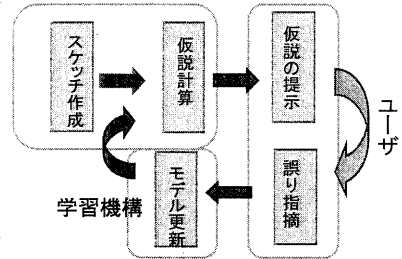 スケッチ作成
仮説計算
仮説の提示
ユーザ
誤り指摘
モデル更新
学習機構